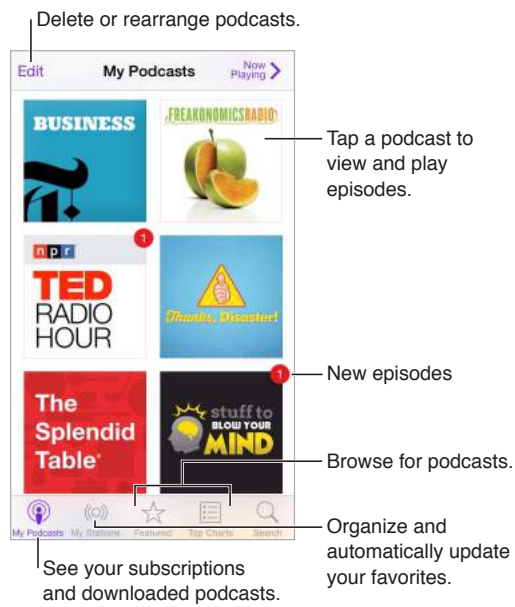 Delete or rearrange podcasts.
Edit
My Podcasts
Now
Playing
BUSINESS
FREAKONOMICSRADIO
Tap a podcast to
view and play
episodes.
1
npr
TED
RADIO
HOUR
Thanks, Disaster!
1
New episodes
The
Splendid
Table
stuff to
BLOW YOUR
MIND
Browse for podcasts.
My Podcasts
My Stations
Featured
Top Charts
Search
Organize and
automatically update
your favorites.
See your subscriptions
and downloaded podcasts.